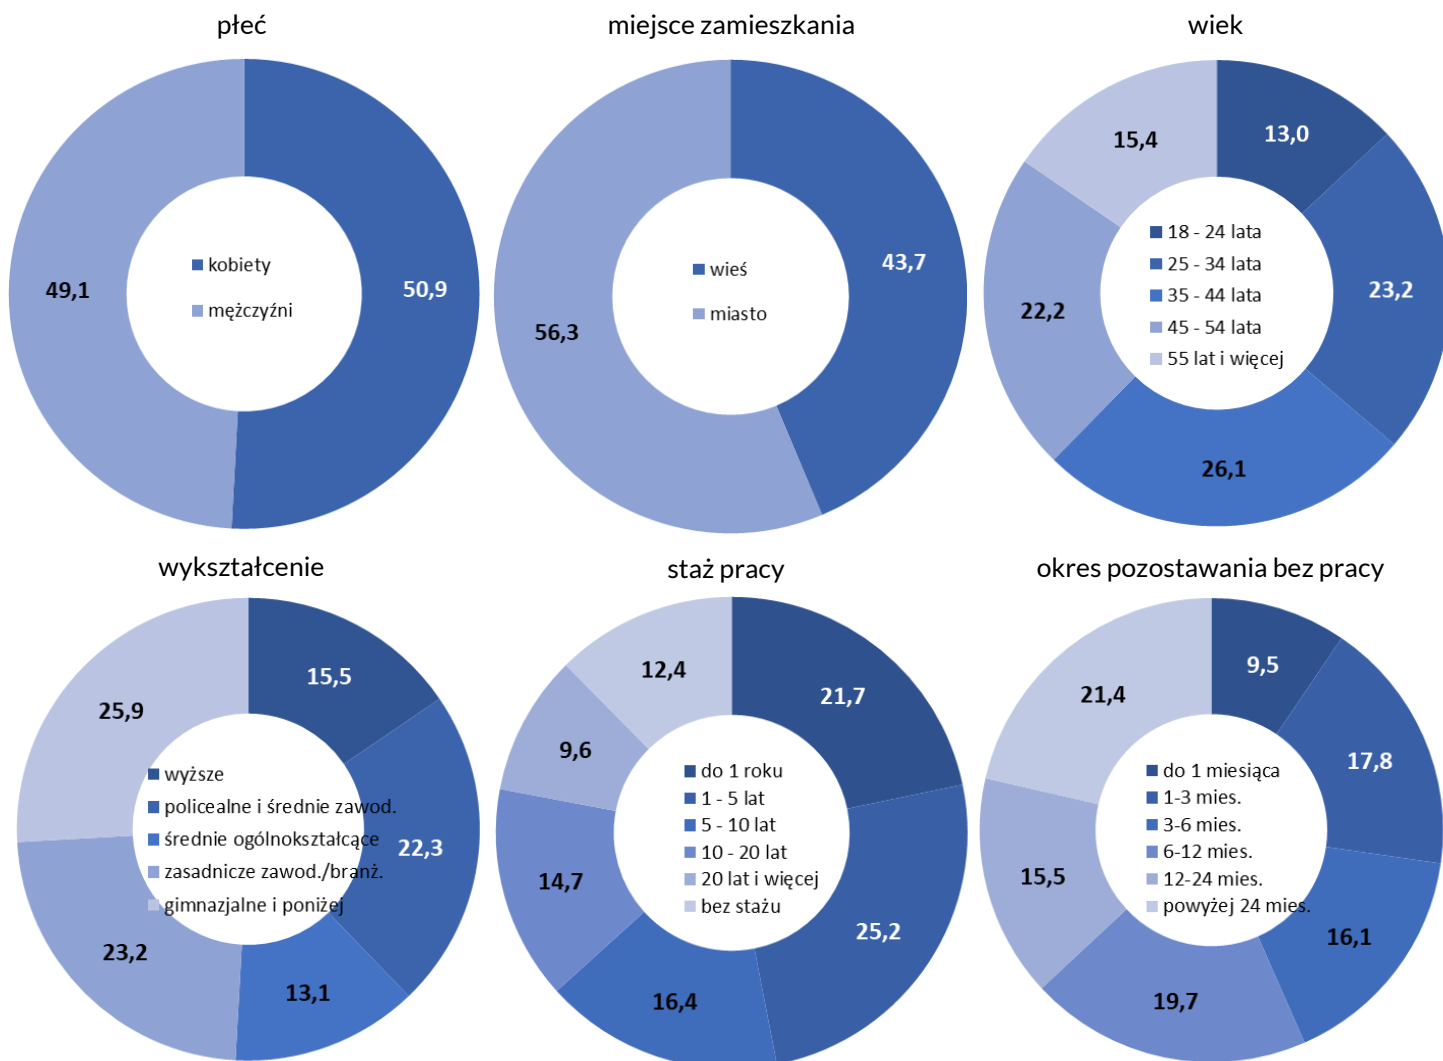 płeć
49,1
50,9
kobiety
mężczyźni
miejsce zamieszkania
43,7
56,3
wieś
miasto
wiek
15,4
13,0
22,2
23,2
26,1
18 - 24 lata
25 - 34 lata
35 - 44 lata
45 - 54 lata
55 lat i więcej
wykształcenie
15,5
25,9
22,3
23,2
13,1
wyższe
policealne i średnie zawod.
średnie ogólnokształcące
zasadnicze zawod./branż.
gimnazjalne i poniżej
staż pracy
12,4
21,7
9,6
14,7
25,2
16,4
do 1 roku
1 - 5 lat
5 - 10 lat
10 - 20 lat
20 lat i więcej
bez stażu
okres pozostawania bez pracy
9,5
21,4
17,8
15,5
16,1
19,7
do 1 miesiąca
1-3 mies.
3-6 mies.
6-12 mies.
12-24 mies.
powyżej 24 mies.